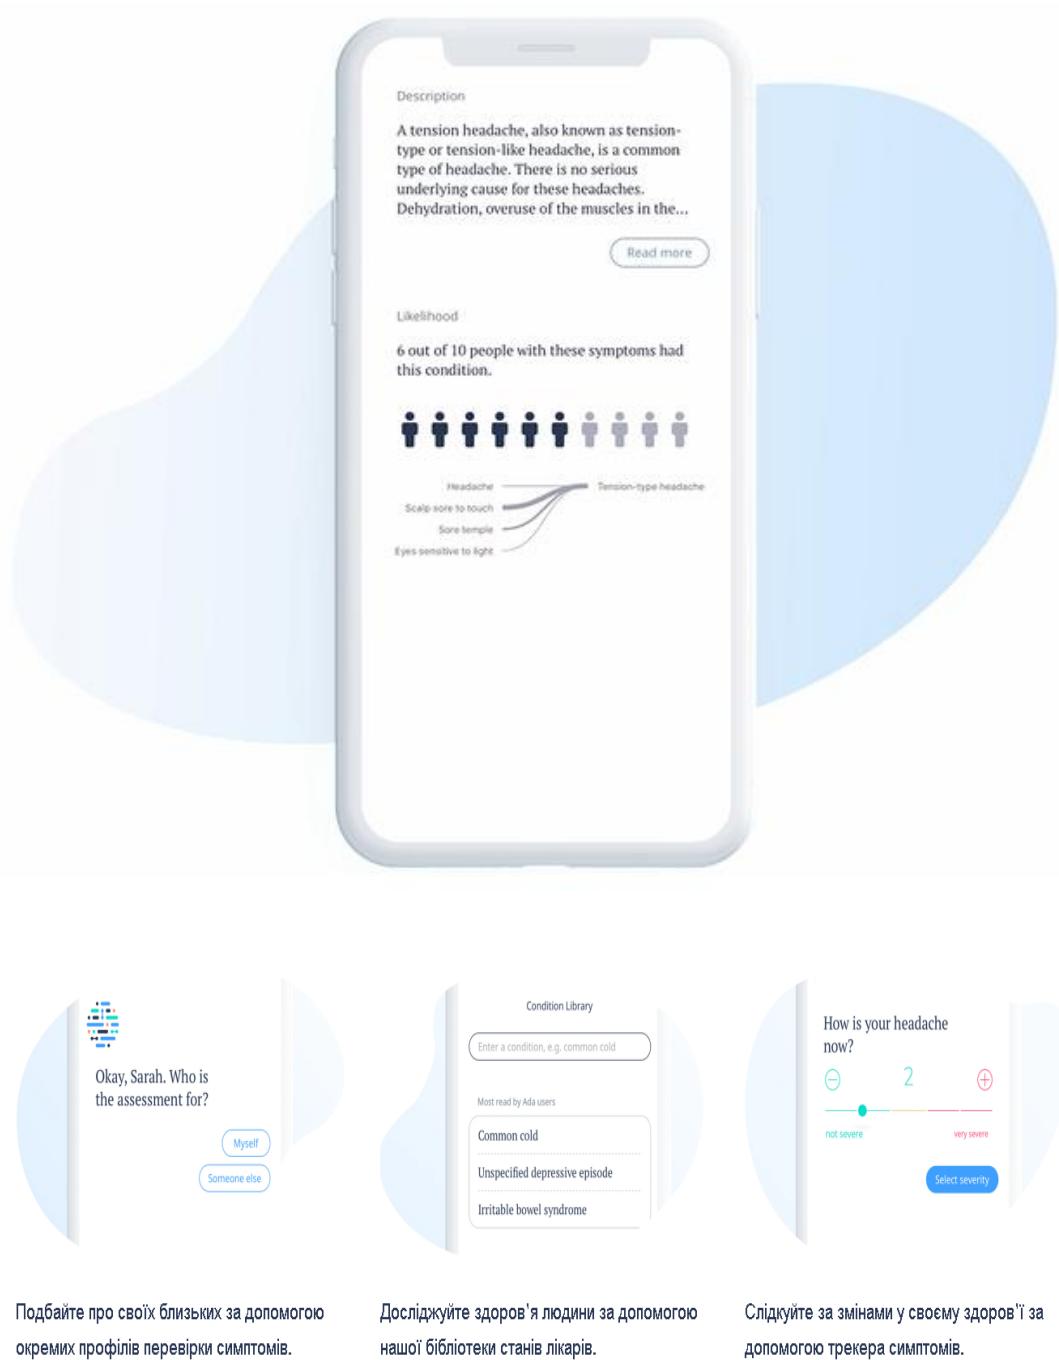 Description
A tension headache, also known as tension-
type or tension-like headache, is a common
type of headache. There is no serious
underlying cause for these headaches.
Dehydration, overuse of the muscles in the...
Read more
Likelihood
6 out of 10 people with these symptoms had
this condition.
Headache
Tension-type headache
Scalp sore to touch
Sore temple
Eyes sensitive to light
Okay, Sarah. Who is
the assessment for?
Myself
Someone else
Condition Library
Enter a condition, e.g. common cold
Most read by Ada users
Common cold
Unspecified depressive episode
Irritable bowel syndrome
How is your headache
now?
2
not severe
very severe
Select severity
Подбайте про своїх близьких за допомогою
окремих профілів перевірки симптомів.
Досліджуйте здоров'я людини за допомогою
нашої бібліотеки станів лікарів.
Слідкуйте за змінами у своєму здоров'ї за
допомогою трекера симптомів.